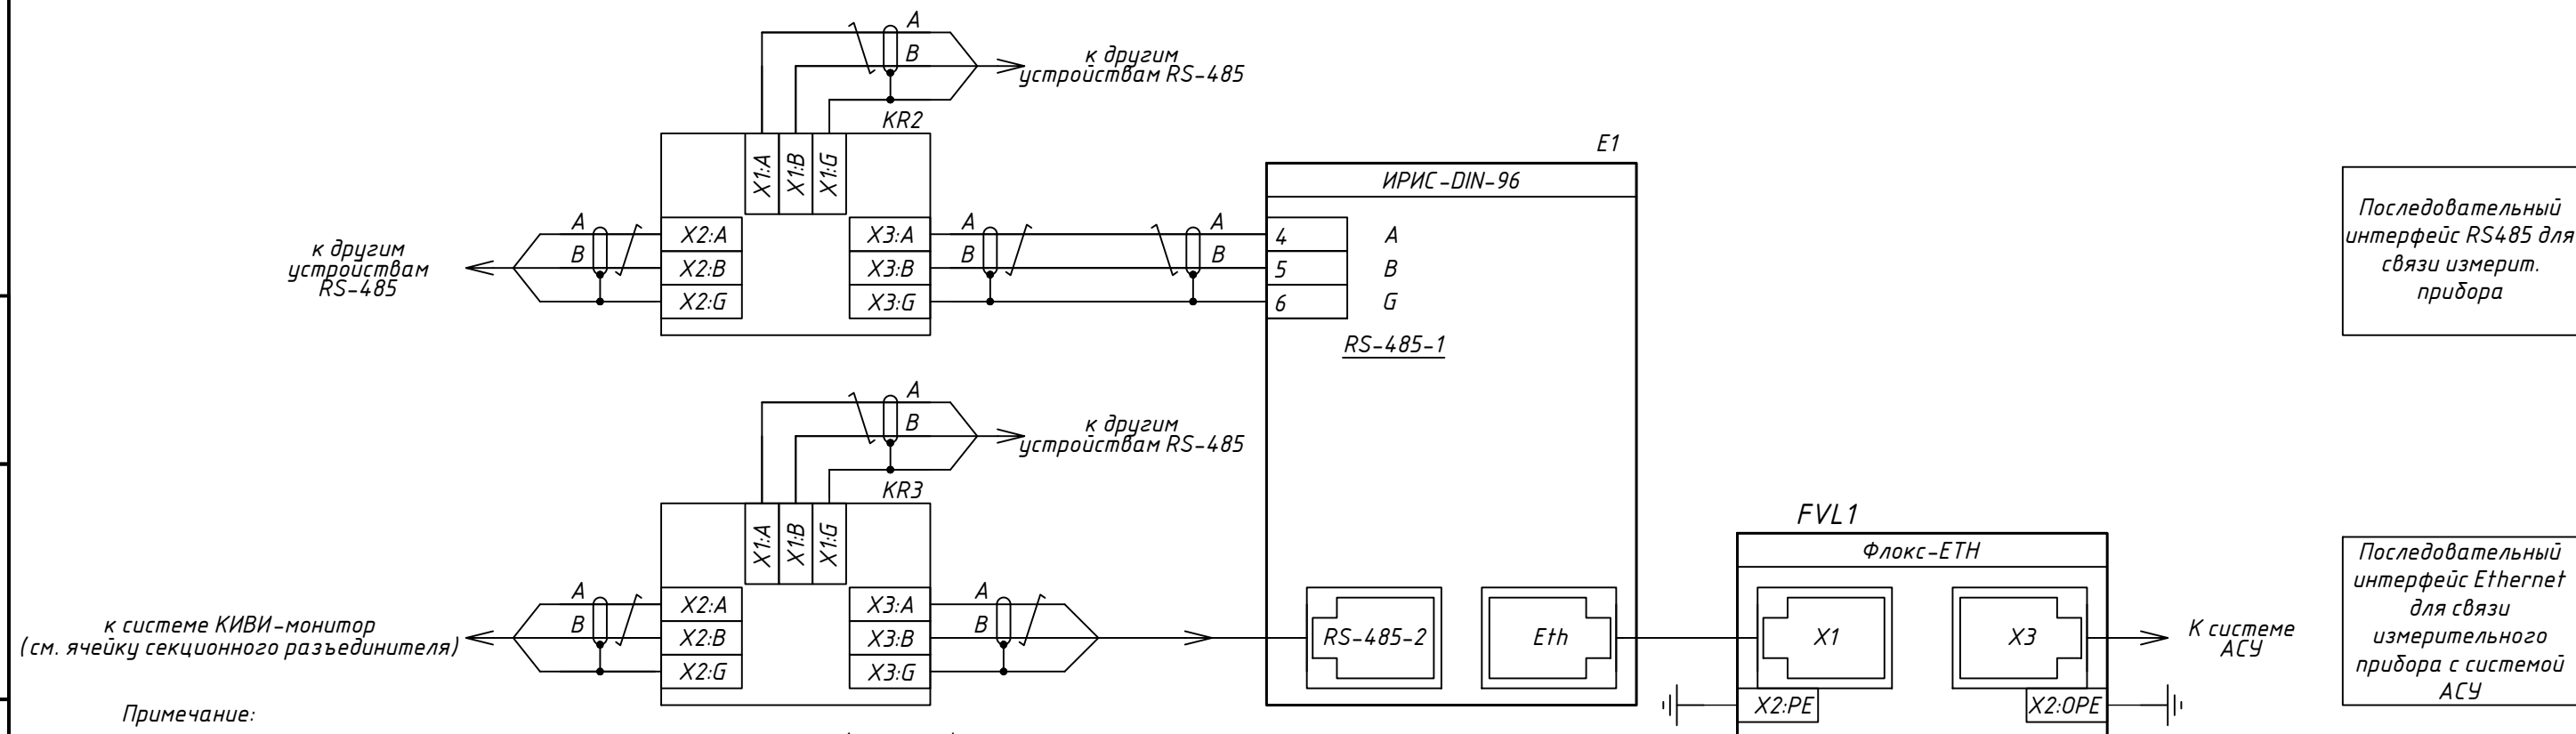 A
B
к другим
устройствам RS-485
KR2
X1:A
X1:B
X1:G
A
B
к другим
устройствам
RS-485
X2:A
X2:B
X2:G
X3:A
X3:B
X3:G
A
B
A
B
E1
ИРИС-DIN-96
4
A
5
B
6
G
RS-485-1
Последовательный
интерфейс RS485 для
связи измерит.
прибора
A
B
к другим
устройствам RS-485
KR3
X1:A
X1:B
X1:G
A
B
к системе КИВИ-монитор
(см. ячейку секционного разъединителя)
X2:A
X2:B
X2:G
X3:A
X3:B
X3:G
A
B
RS-485-2
Eth
FVL1
Флокс-ETH
X1
X3
X2:PE
X2:OPE
К системе
АСУ
Последовательный
интерфейс Ethernet
для связи
измерительного
прибора с системой
АСУ
Примечание: